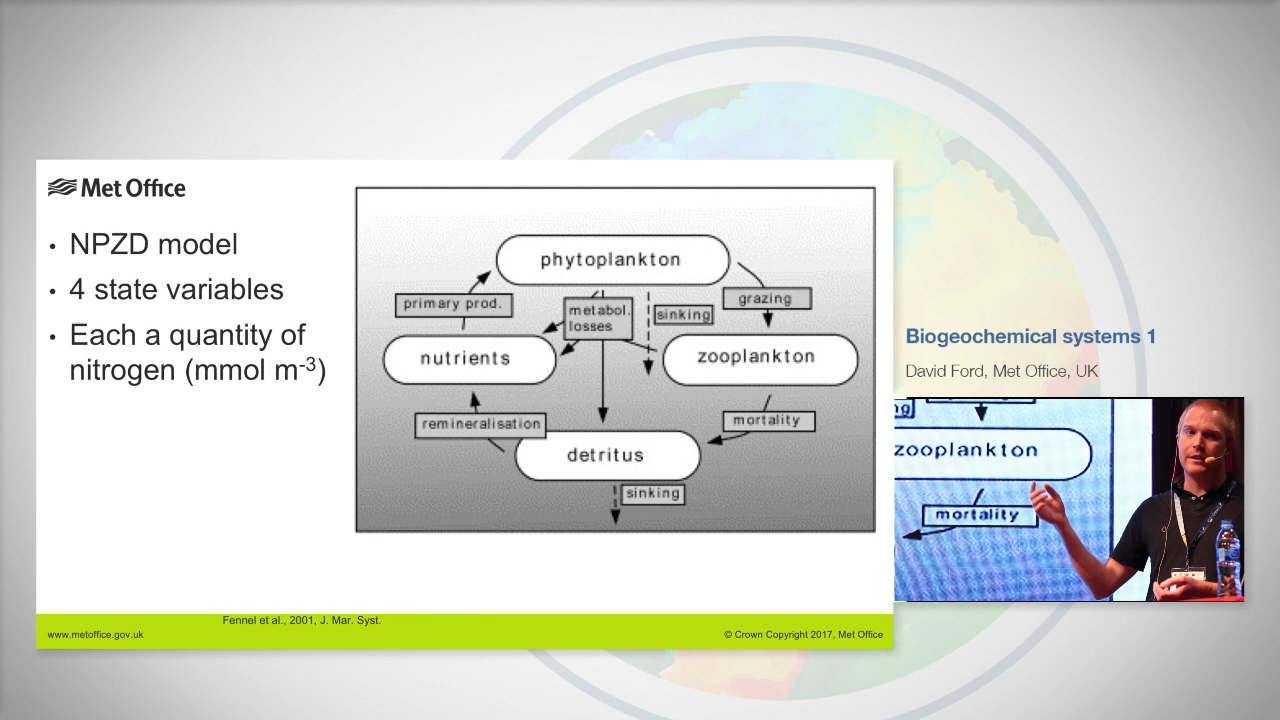 Met Office
• NPZD model
• 4 state variables
• Each a quantity of
nitrogen (mmol m-3)
phytoplankton
primary prod.
metabol.
losses
sinking
grazing
nutrients
zooplankton
remineralisation
mortality
detritus
sinking
Fennel et al., 2001, J. Mar. Syst.
www.metoffice.gov.uk
© Crown Copyright 2017, Met Office
Biogeochemical systems 1
David Ford, Met Office, UK
ng
zooplankton
mortality